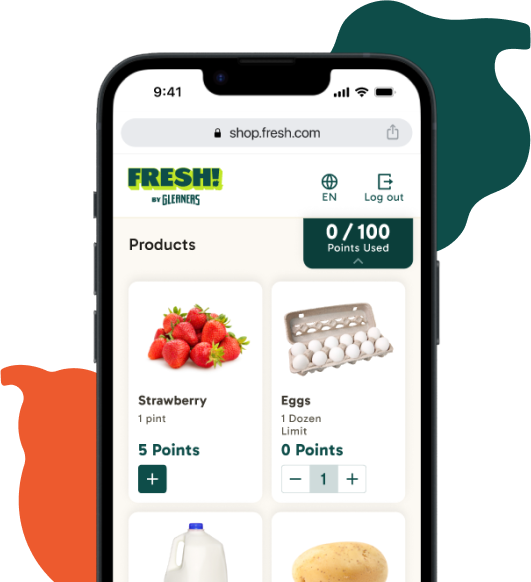 9:41
shop.fresh.com
FRESH!
BY GLEANERS
EN
Log out
0 / 100
Points Used
Products
Strawberry
1 pint
5 Points
+
Eggs
1 Dozen
Limit
0 Points
− 1 +